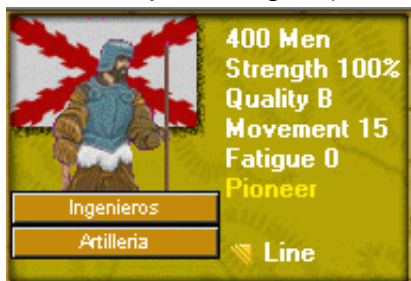 400 Men
Strength 100%
Quality B
Movement 15
Fatigue 0
Pioneer
Ingenieros
Artilleria
Line